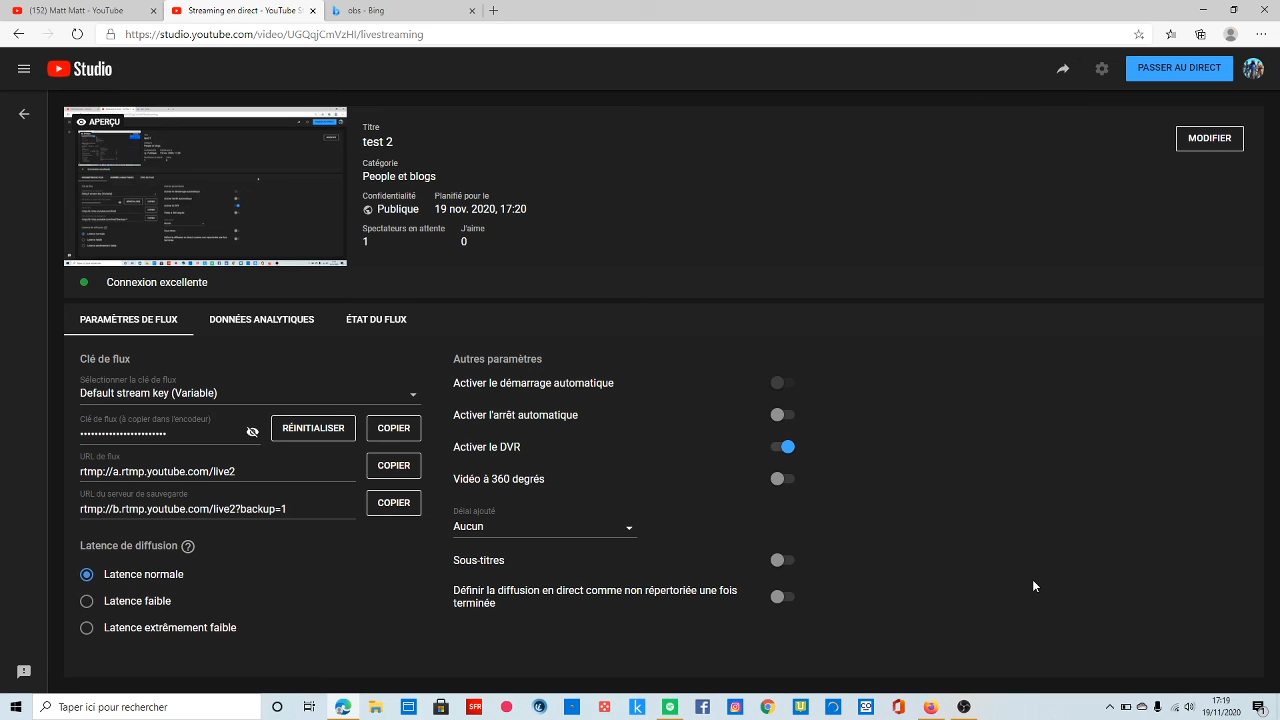 (152) Matt Matt - YouTube
Streaming en direct - YouTube S
obs - Bing
https://studio.youtube.com/video/UGQqjCmVzHI/livestreaming
Studio
PASSER AU DIRECT
APERÇU
Titre
test 2
MODIFIER
Catégorie
People et blogs
Confidentialité
Planifié pour le
Publique
19 nov. 2020, 17:20
Spectateurs en attente
J'aime
1
0
Connexion excellente
PARAMÈTRES DE FLUX
DONNÉES ANALYTIQUES
ÉTAT DU FLUX
Clé de flux
Autres paramètres
Sélectionner la clé de flux
Default stream key (Variable)
Activer le démarrage automatique
Clé de flux (à copier dans l'encodeur)
••••••••••••••••••••••••
RÉINITIALISER
COPIER
Activer l'arrêt automatique
URL de flux
rtmp://a.rtmp.youtube.com/live2
COPIER
Activer le DVR
URL du serveur de sauvegarde
rtmp://b.rtmp.youtube.com/live2?backup=1
COPIER
Vidéo à 360 degrés
Délai ajouté
Aucun
Latence de diffusion
Latence normale
Latence faible
Latence extrêmement faible
Sous-titres
Définir la diffusion en direct comme non répertoriée une fois
terminée
Taper ici pour rechercher
SFR
17:19
19/11/2020